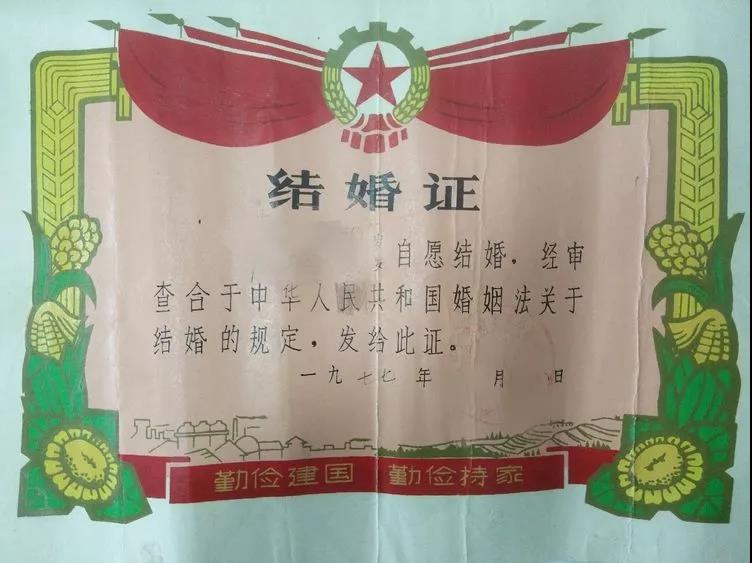 结婚证
自愿结婚，经审
查合于中华人民共和国婚姻法关于
结婚的规定，发给此证。
一九七七年 月 日
勤俭建国 勤俭持家